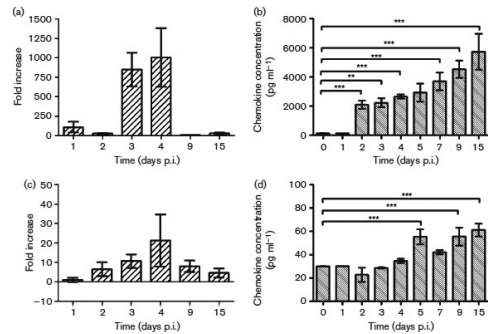 (a)
Fold increase
1500
1250
1000
750
500
250
0
1 2 3 4 9 15
Time (days p.i.)
(b)
Chemokine concentration
(pg ml⁻¹)
8000
6000
4000
2000
0
***
***
***
***
**
***
0 1 2 3 4 5 7 9 15
Time (days p.i.)
(c)
Fold increase
50
40
30
20
10
0
−10
1 2 3 4 9 15
Time (days p.i.)
(d)
Chemokine concentration
(pg ml⁻¹)
100
80
60
40
20
0
***
***
***
0 1 2 3 4 5 7 9 15
Time (days p.i.)